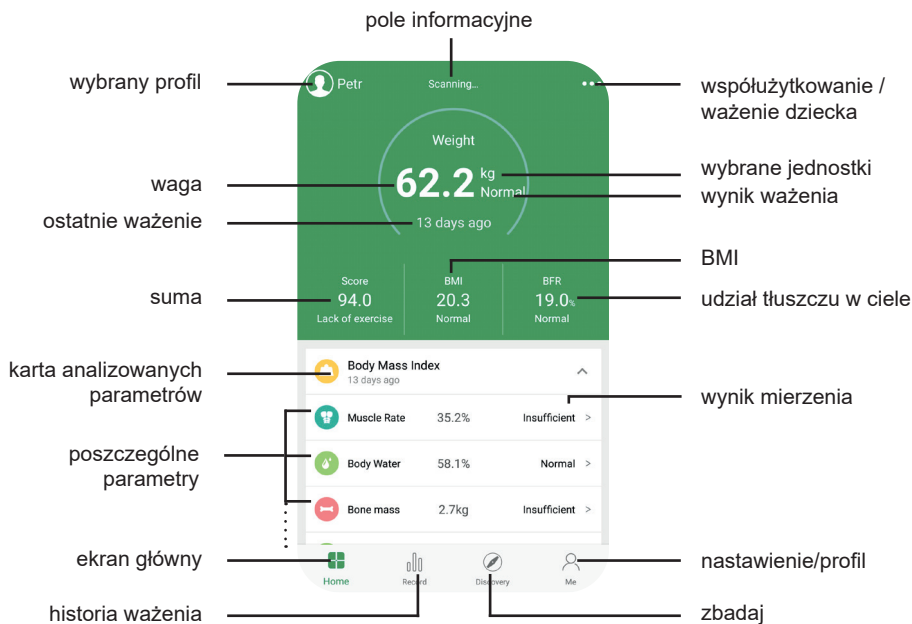 pole informacyjne
wybrany profil
Petr
Scanning...
współużytkowanie /
ważenie dziecka
Weight
waga
62.2
kg
Normal
wybrane jednostki
wynik ważenia
ostatnie ważenie
13 days ago
BMI
suma
Score
BMI
BFR
94.0
20.3
19.0%
Lack of exercise
Normal
Normal
udział tłuszczu w ciele
karta analizowanych
parametrów
Body Mass Index
13 days ago
wynik mierzenia
Muscle Rate 35.2% Insufficient >
poszczególne
parametry
Body Water 58.1% Normal >
Bone mass 2.7kg Insufficient >
ekran główny
nastawienie/profil
Home
Record
Discovery
Me
historia ważenia
zbadaj